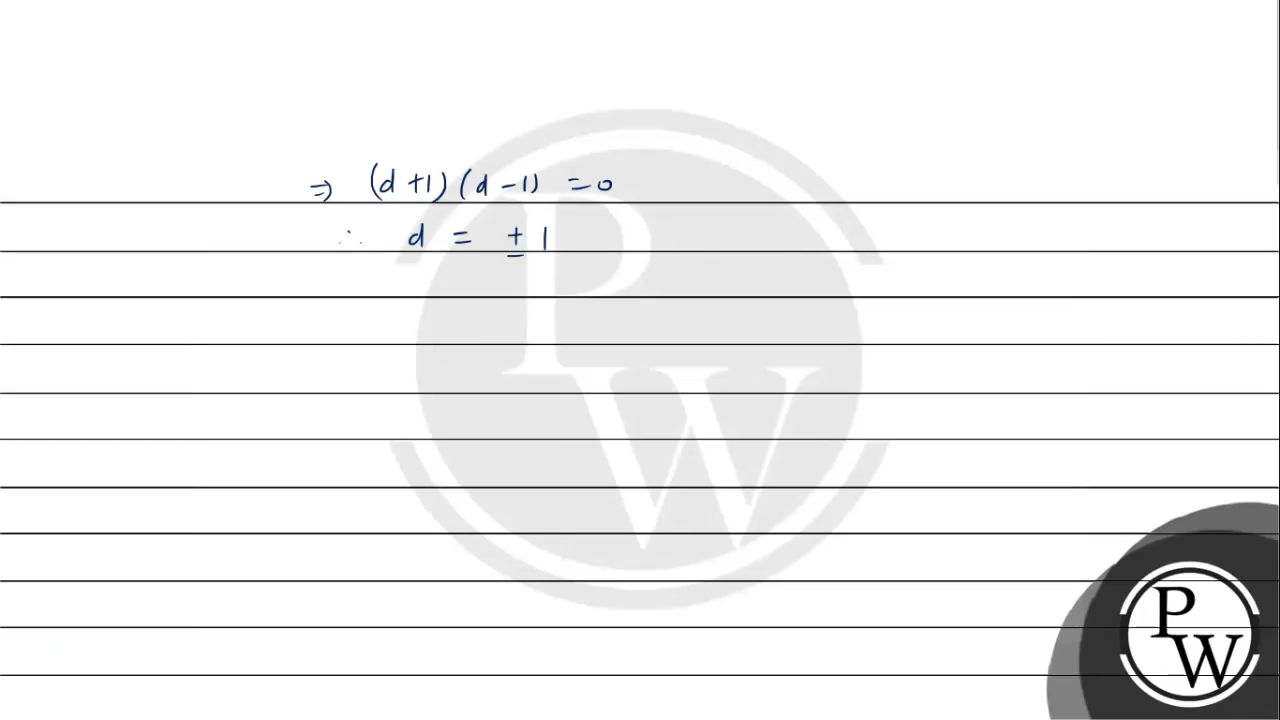 ⇒ (d+1)(d-1) = 0
∴ d = ± 1
P
W
P
W